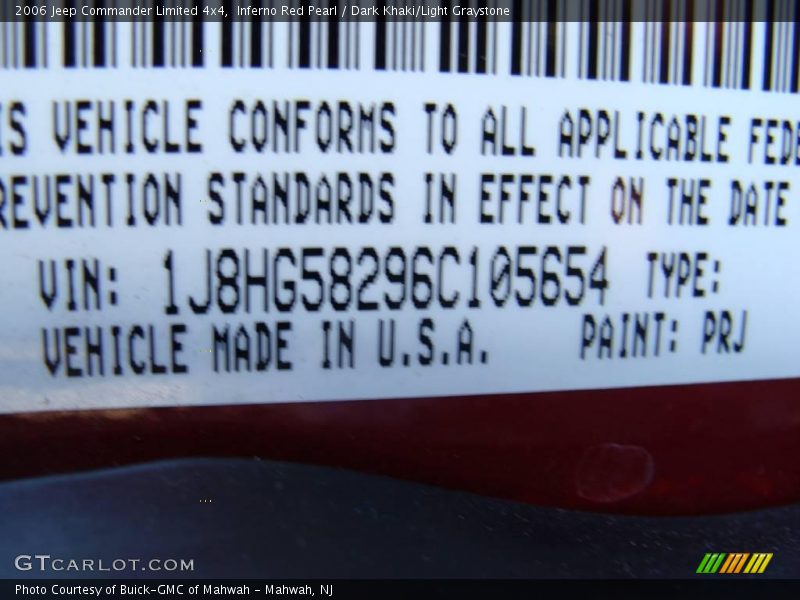 2006 Jeep Commander Limited 4x4, Inferno Red Pearl / Dark Khaki/Light Graystone
IS VEHICLE CONFORMS TO ALL APPLICABLE FEDE
REVENTION STANDARDS IN EFFECT ON THE DATE
VIN: 1J8HG58296C105654 TYPE:
VEHICLE MADE IN U.S.A. PAINT: PRJ
GTCARLOT.COM
Photo Courtesy of Buick-GMC of Mahwah - Mahwah, NJ